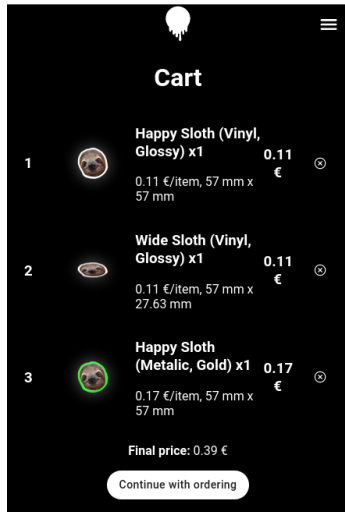 Cart
1
Happy Sloth (Vinyl,
Glossy) x1
0.11
€
0.11 €/item, 57 mm x
57 mm
2
Wide Sloth (Vinyl,
Glossy) x1
0.11
€
0.11 €/item, 57 mm x
27.63 mm
3
Happy Sloth
(Metalic, Gold) x1
0.17
€
0.17 €/item, 57 mm x
57 mm
Final price: 0.39 €
Continue with ordering